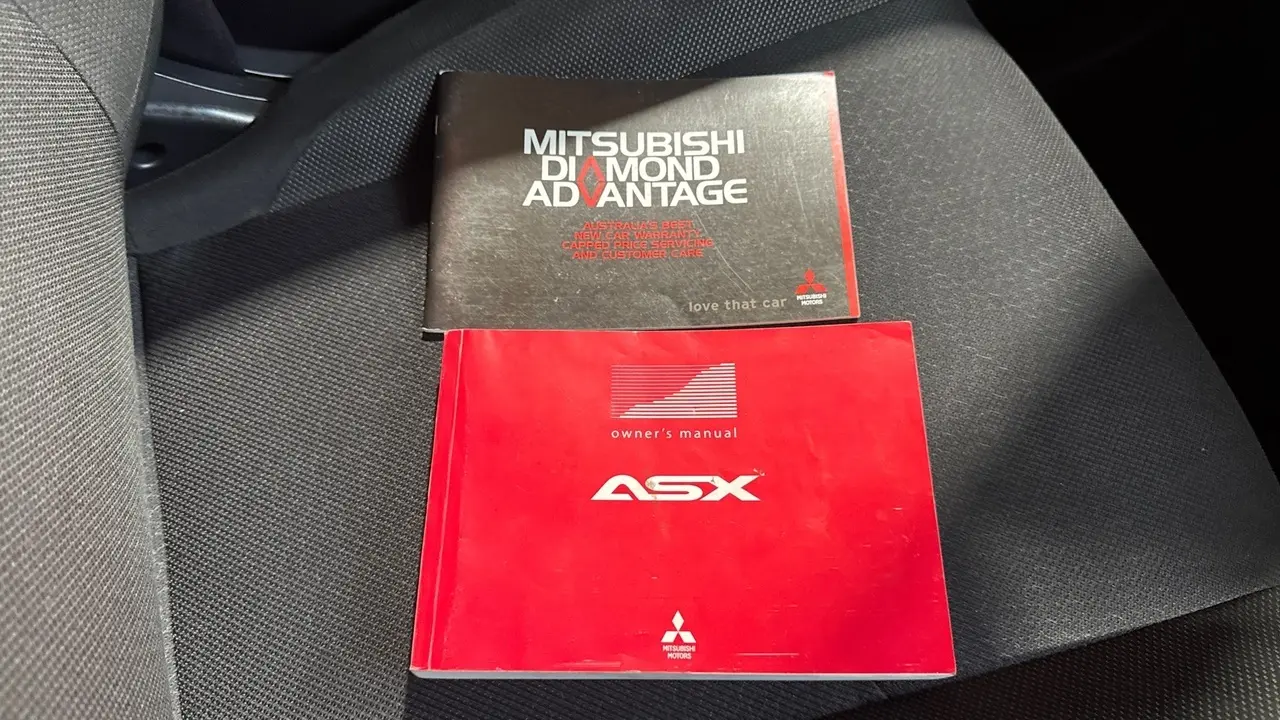 MITSUBISHI
DIAMOND
ADVANTAGE
AUSTRALIA'S BEST
NEW CAR WARRANTY,
CAPPED PRICE SERVICING
AND CUSTOMER CARE
love that car
MITSUBISHI
MOTORS
owner's manual
ASX
MITSUBISHI
MOTORS